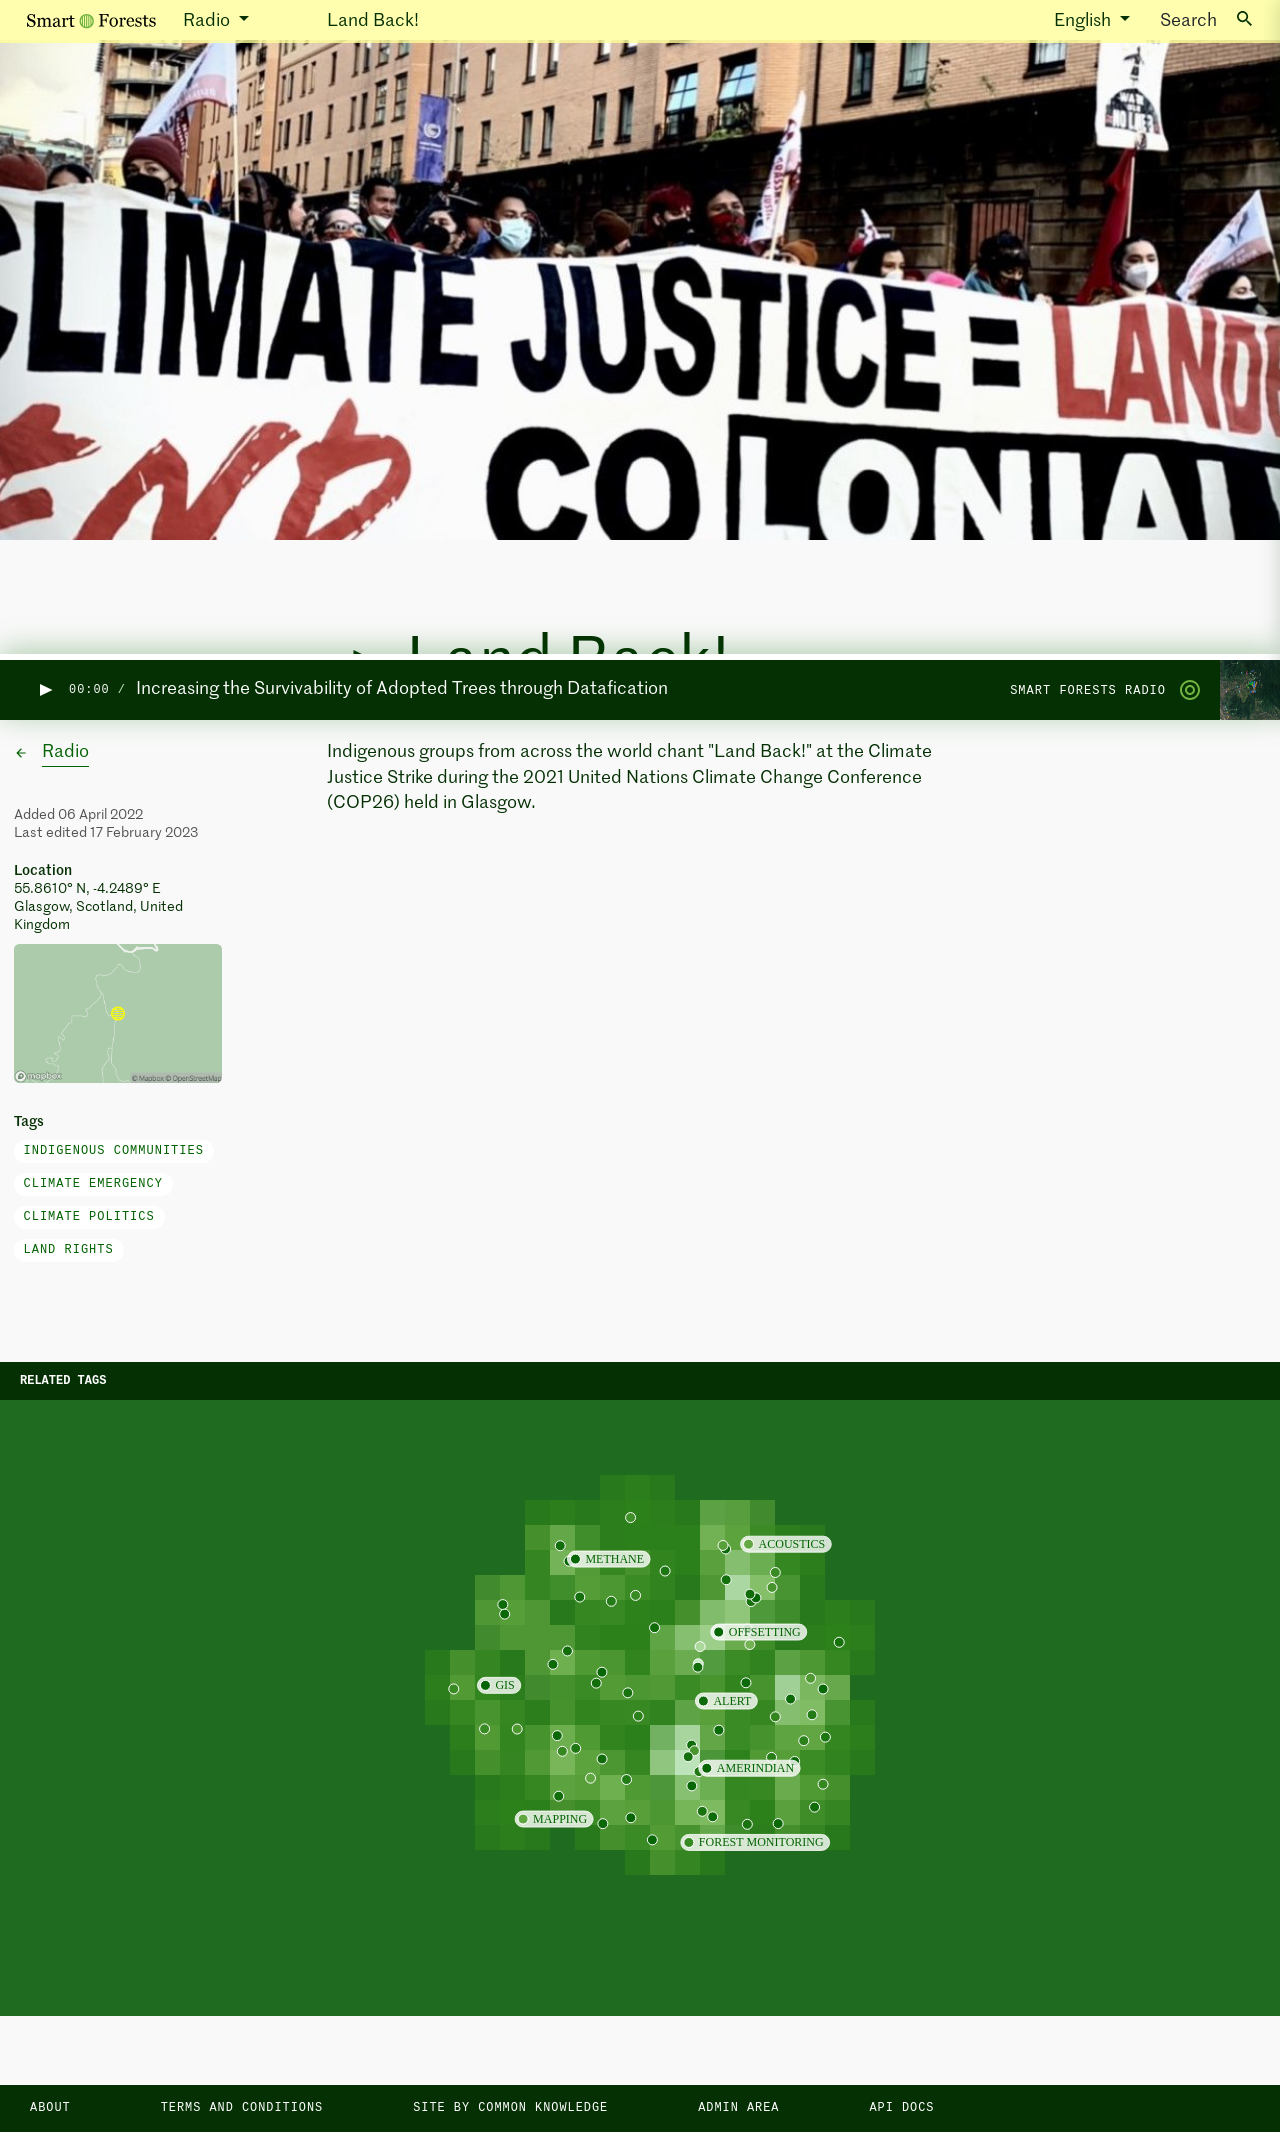 Smart Forests Radio Land Back! English Search
NO LIE
CLIMATE JUSTICE = LAND
END COLONIAL
Land Back!
00:00 / Increasing the Survivability of Adopted Trees through Datafication SMART FORESTS RADIO
Radio
Indigenous groups from across the world chant "Land Back!" at the Climate
Justice Strike during the 2021 United Nations Climate Change Conference
(COP26) held in Glasgow.
Added 06 April 2022
Last edited 17 February 2023
Location
55.8610° N, -4.2489° E
Glasgow, Scotland, United
Kingdom
mapbox © Mapbox © OpenStreetMap
Tags
INDIGENOUS COMMUNITIES
CLIMATE EMERGENCY
CLIMATE POLITICS
LAND RIGHTS
RELATED TAGS
ACOUSTICS
METHANE
OFFSETTING
GIS
ALERT
AMERINDIAN
MAPPING
FOREST MONITORING
ABOUT TERMS AND CONDITIONS SITE BY COMMON KNOWLEDGE ADMIN AREA API DOCS